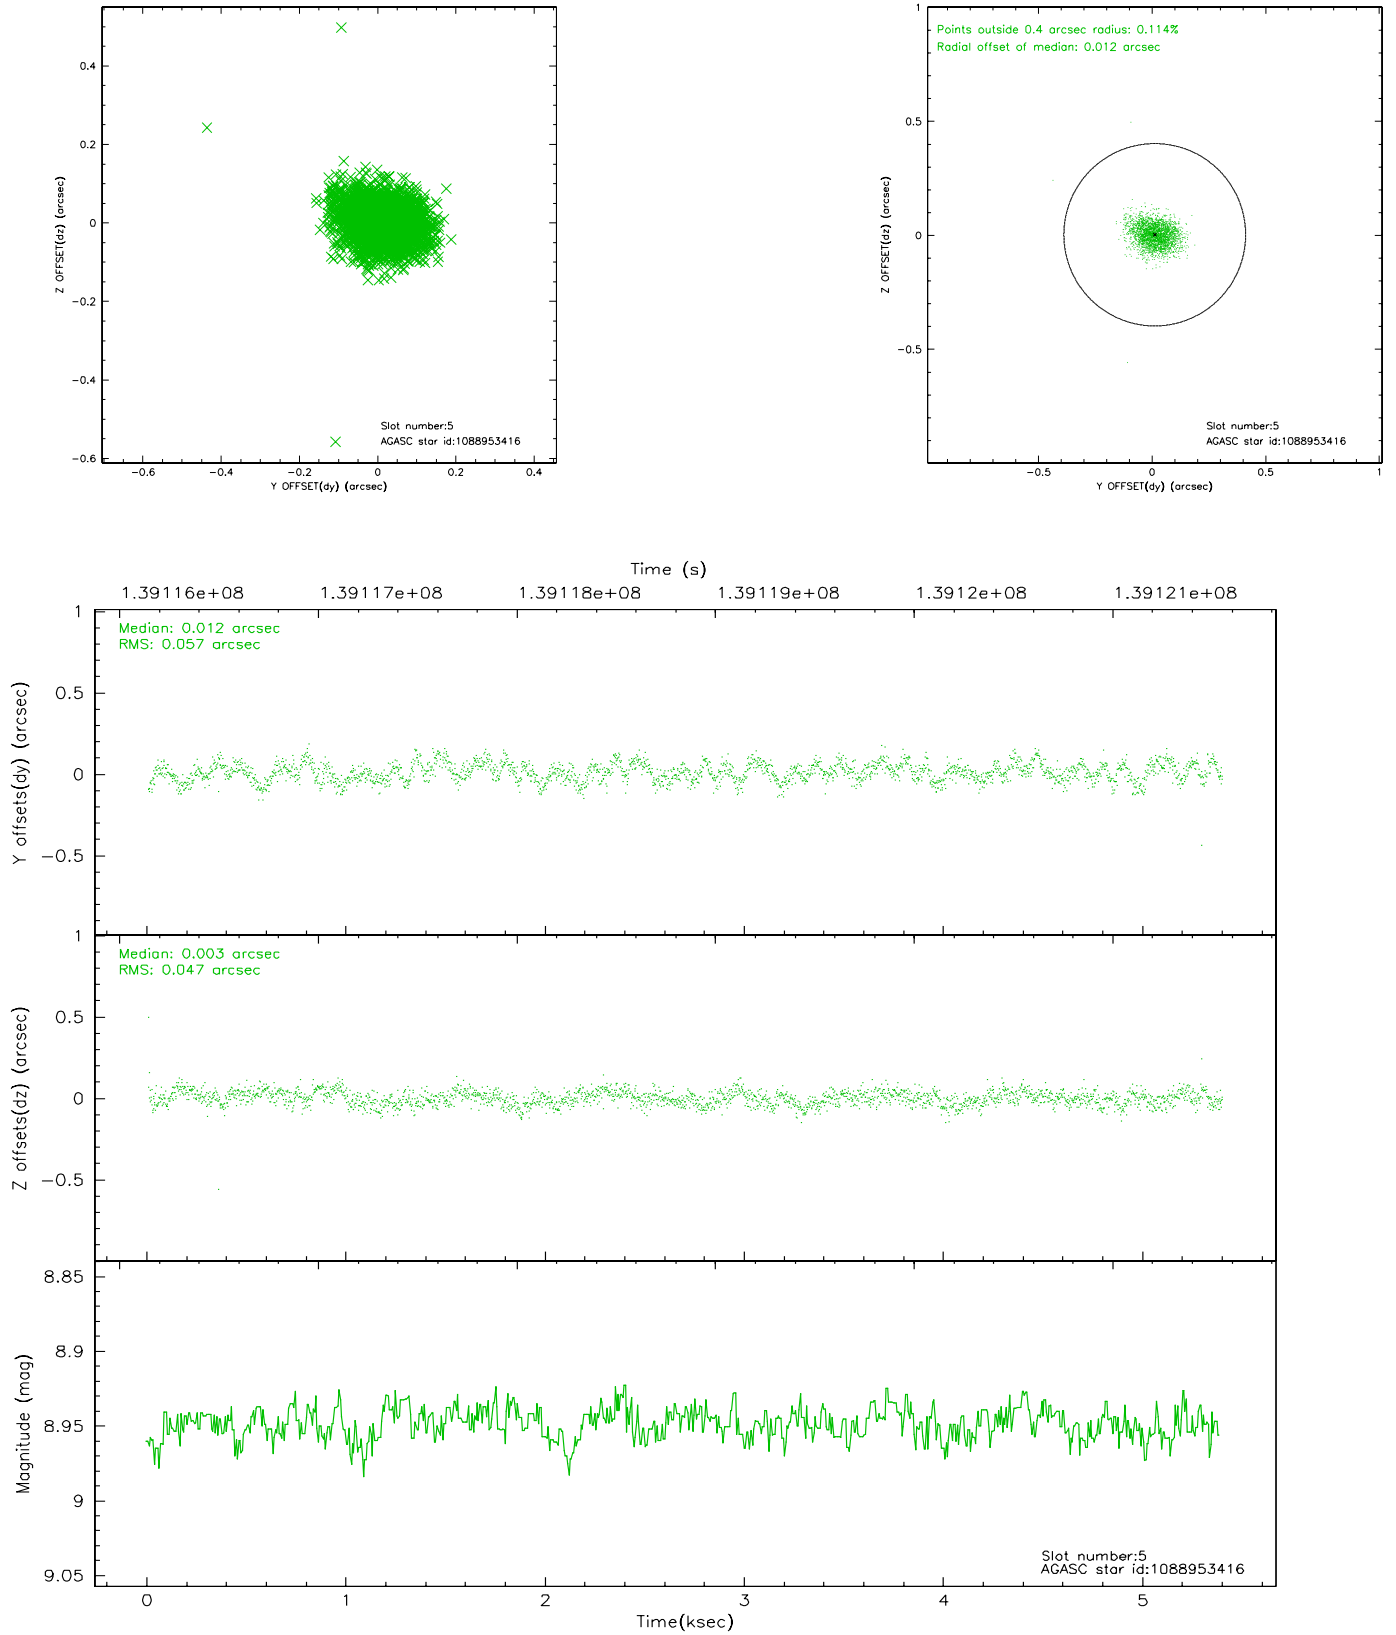 0.4
0.2
0
−0.2
−0.4
−0.6
Z OFFSET(dz) (arcsec)
Slot number:5
AGASC star id:1088953416
−0.6 −0.4 −0.2 0 0.2 0.4
Y OFFSET(dy) (arcsec)
Points outside 0.4 arcsec radius: 0.114%
Radial offset of median: 0.012 arcsec
1
0.5
0
−0.5
Z OFFSET(dz) (arcsec)
Slot number:5
AGASC star id:1088953416
−0.5 0 0.5 1
Y OFFSET(dy) (arcsec)
Time (s)
1.39116e+08 1.39117e+08 1.39118e+08 1.39119e+08 1.3912e+08 1.39121e+08
Median: 0.012 arcsec
RMS: 0.057 arcsec
1
0.5
0
−0.5
Y offsets(dy) (arcsec)
Median: 0.003 arcsec
RMS: 0.047 arcsec
1
0.5
0
−0.5
Z offsets(dz) (arcsec)
8.85
8.9
8.95
9
9.05
Magnitude (mag)
Slot number:5
AGASC star id:1088953416
0 1 2 3 4 5
Time(ksec)